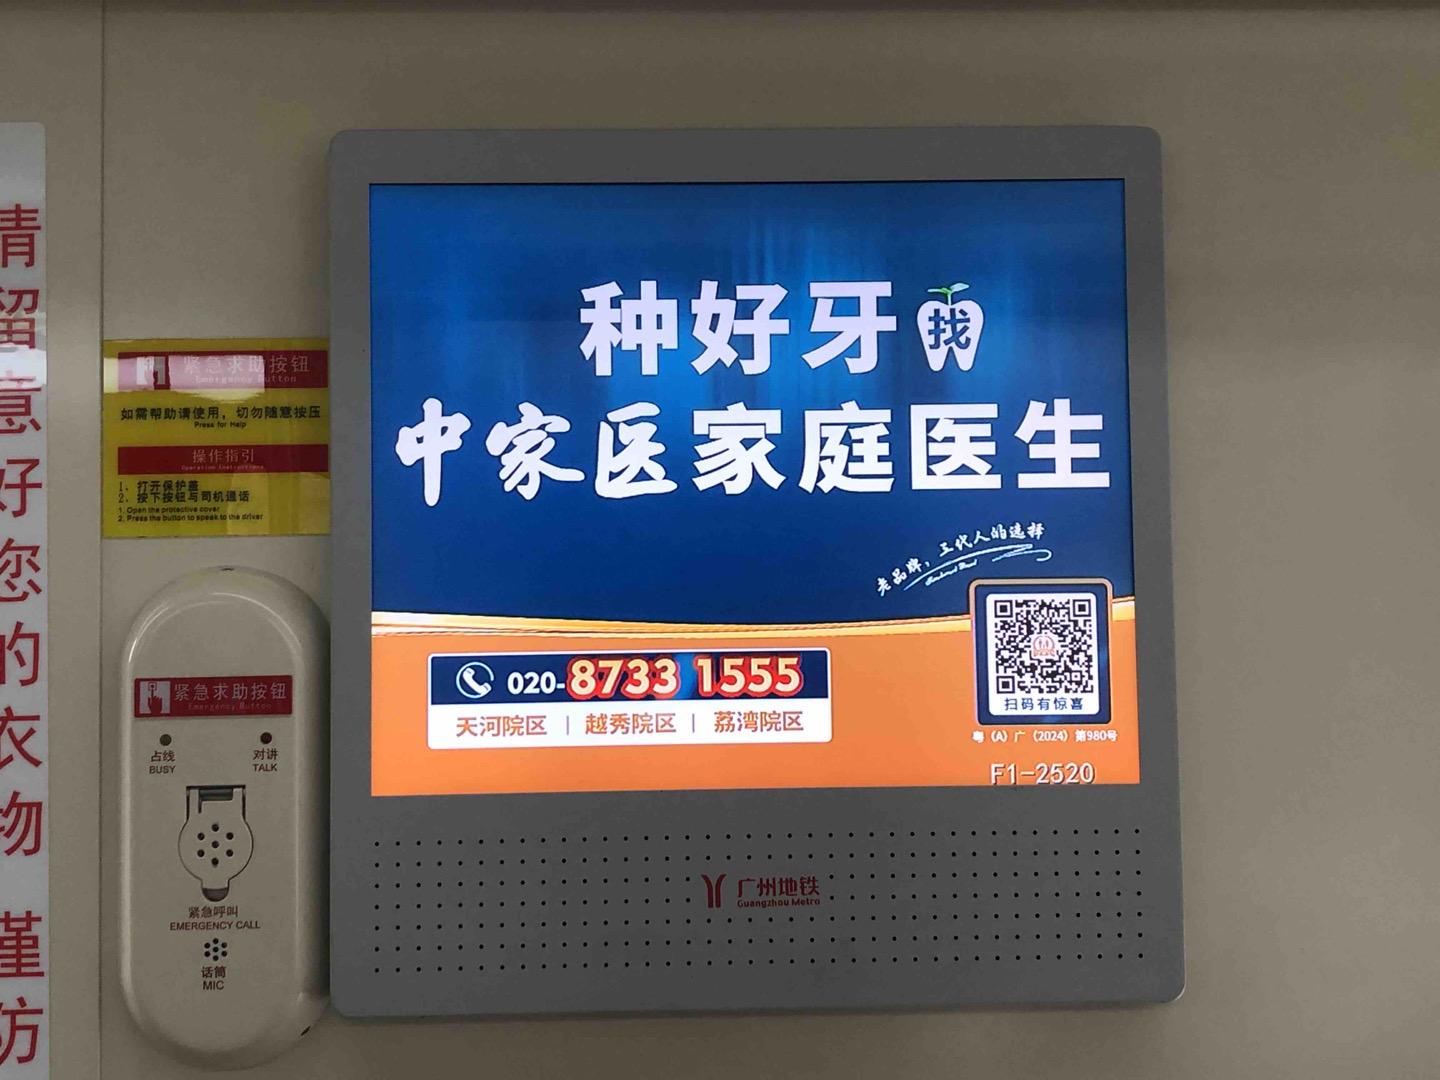 请留意好您的衣物 谨防
紧急求助按钮
Emergency Button
如需帮助请使用，切勿随意按压
Press for Help
操作指引
Operation Instructions
1、打开保护盖
2、按下按钮与司机通话
1. Open the protective cover
2. Press the button to speak to the driver
紧急求助按钮
Emergency Button
占线
BUSY
对讲
TALK
紧急呼叫
EMERGENCY CALL
话筒
MIC
种好牙找
中家医家庭医生
老品牌，三代人的选择
020-8733 1555
天河院区 | 越秀院区 | 荔湾院区
扫码有惊喜
粤（A）广（2024）第980号
F1-2520
广州地铁
Guangzhou Metro